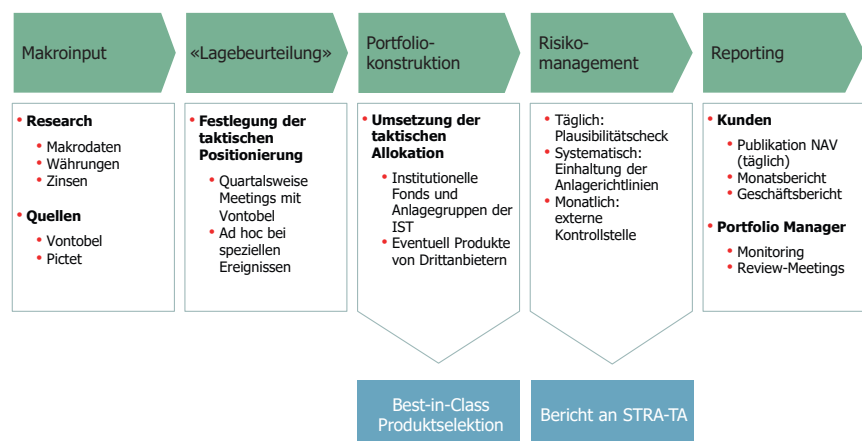 Makroinput
«Lagebeurteilung»
Portfolio-
konstruktion
Risiko-
management
Reporting
• Research
• Makrodaten
• Währungen
• Zinsen
• Quellen
• Vontobel
• Pictet
• Festlegung der
taktischen
Positionierung
• Quartalsweise
Meetings mit
Vontobel
• Ad hoc bei
speziellen
Ereignissen
• Umsetzung der
taktischen
Allokation
• Institutionelle
Fonds und
Anlagegruppen der
IST
• Eventuell Produkte
von Drittanbietern
• Täglich:
Plausibilitätscheck
• Systematisch:
Einhaltung der
Anlagerichtlinien
• Monatlich:
externe
Kontrollstelle
• Kunden
• Publikation NAV
(täglich)
• Monatsbericht
• Geschäftsbericht
• Portfolio Manager
• Monitoring
• Review-Meetings
Best-in-Class
Produktselektion
Bericht an STRA-TA